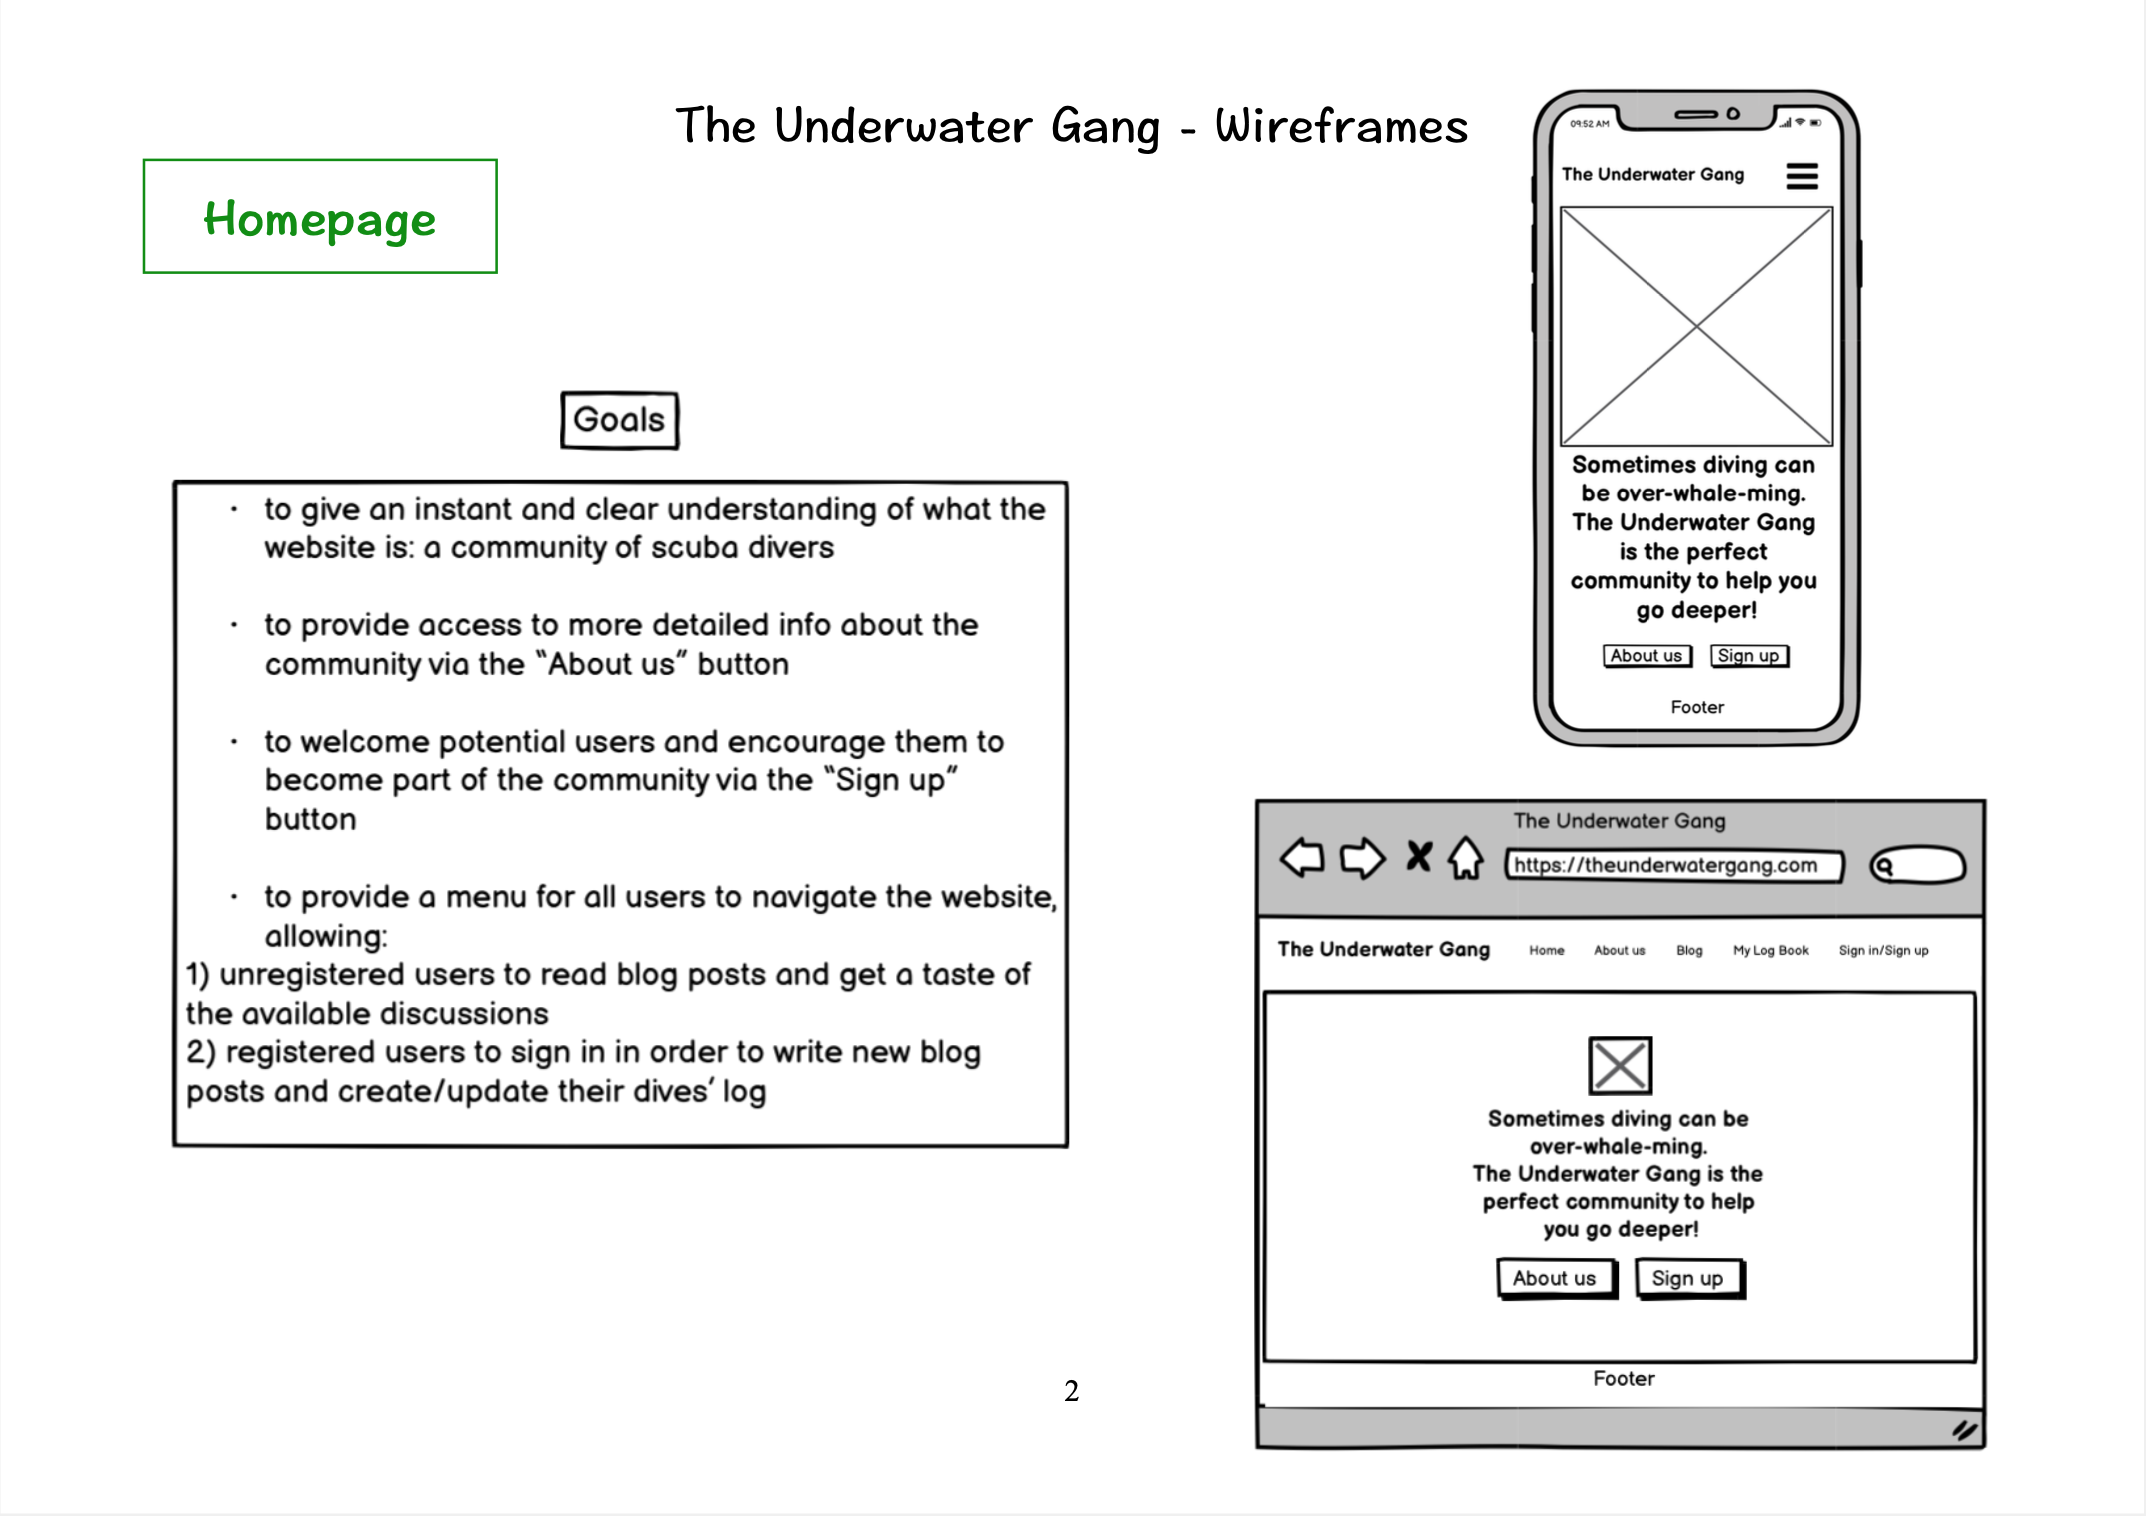 The Underwater Gang - Wireframes
Homepage
Goals
· to give an instant and clear understanding of what the
website is: a community of scuba divers
· to provide access to more detailed info about the
community via the “About us” button
· to welcome potential users and encourage them to
become part of the community via the “Sign up”
button
· to provide a menu for all users to navigate the website,
allowing:
1) unregistered users to read blog posts and get a taste of
the available discussions
2) registered users to sign in in order to write new blog
posts and create/update their dives’ log
09:52 AM
The Underwater Gang
Sometimes diving can
be over-whale-ming.
The Underwater Gang
is the perfect
community to help you
go deeper!
About us Sign up
Footer
The Underwater Gang
https://theunderwatergang.com
The Underwater Gang Home About us Blog My Log Book Sign in/Sign up
Sometimes diving can be
over-whale-ming.
The Underwater Gang is the
perfect community to help
you go deeper!
About us Sign up
Footer
2